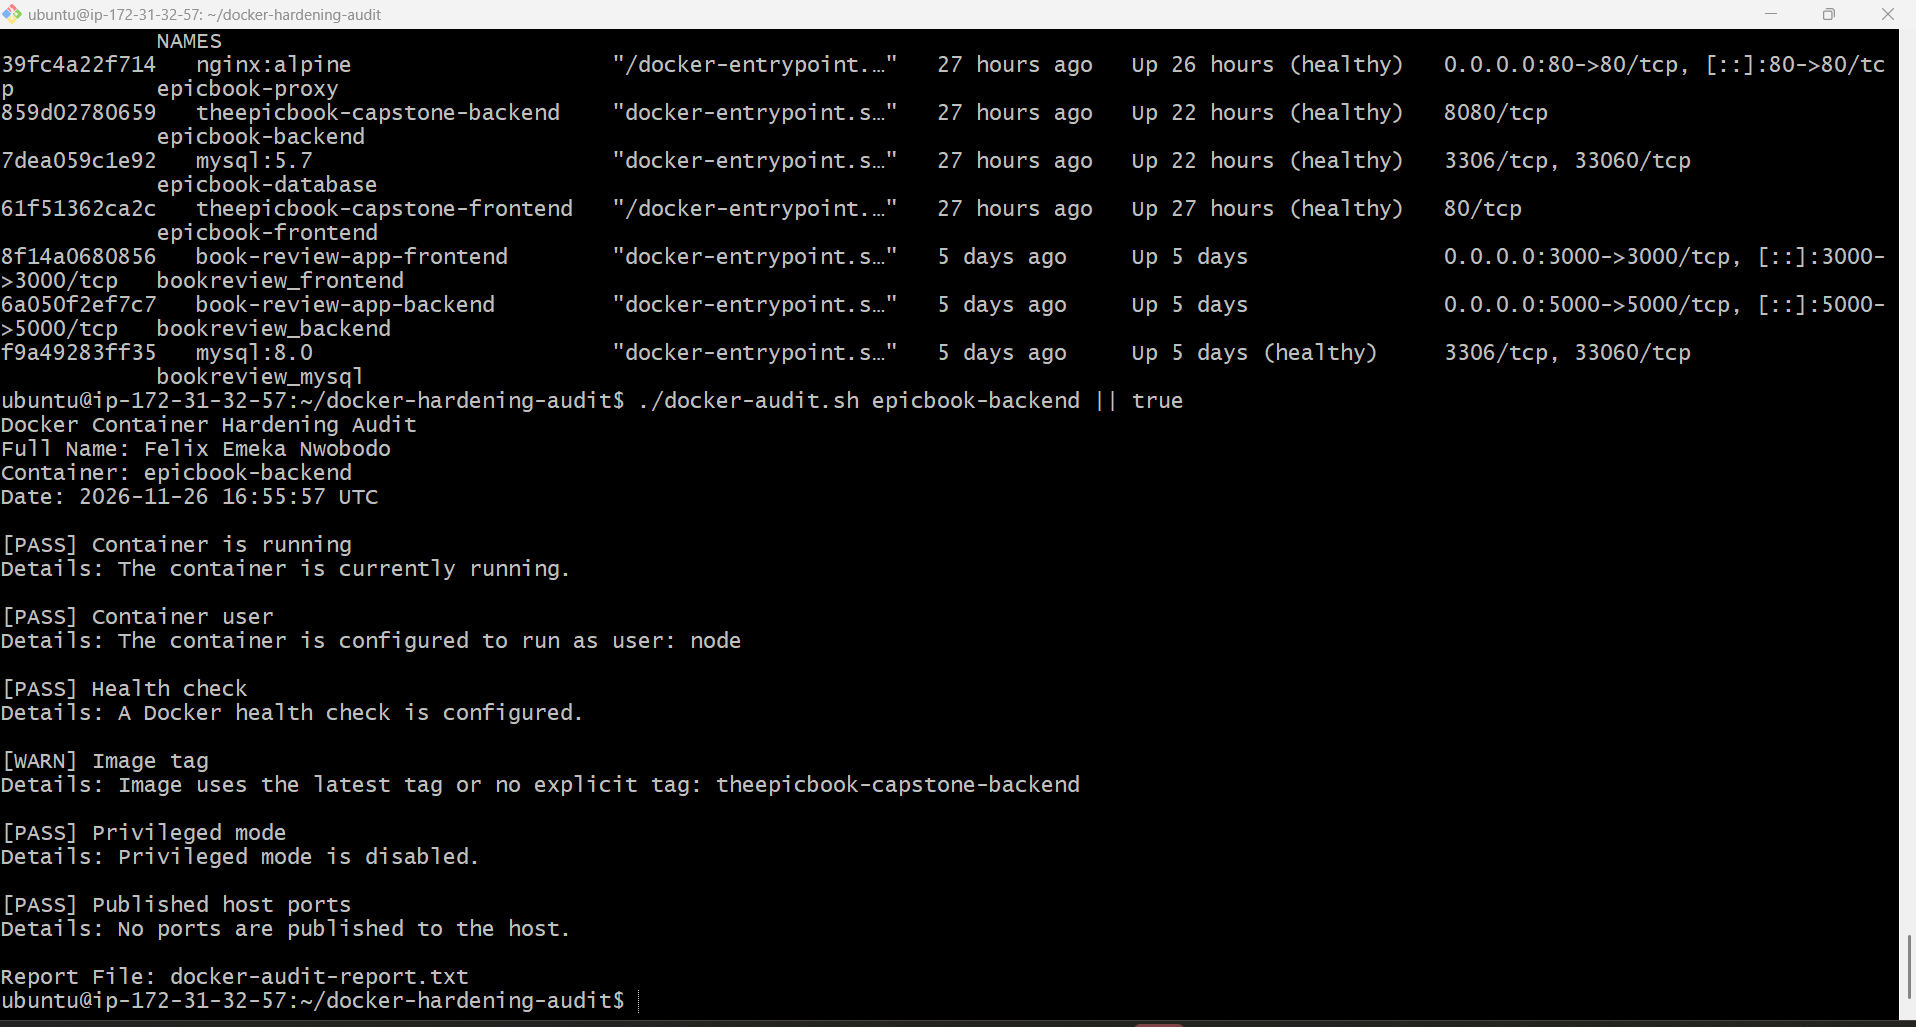 ubuntu@ip-172-31-32-57: ~/docker-hardening-audit
NAMES
39fc4a22f714   nginx:alpine                    "/docker-entrypoint.…"   27 hours ago   Up 26 hours (healthy)   0.0.0.0:80->80/tcp, [::]:80->80/tc
p           epicbook-proxy
859d02780659   theepicbook-capstone-backend    "docker-entrypoint.s…"   27 hours ago   Up 22 hours (healthy)   8080/tcp
epicbook-backend
7dea059c1e92   mysql:5.7                       "docker-entrypoint.s…"   27 hours ago   Up 22 hours (healthy)   3306/tcp, 33060/tcp
epicbook-database
61f51362ca2c   theepicbook-capstone-frontend   "/docker-entrypoint.…"   27 hours ago   Up 27 hours (healthy)   80/tcp
epicbook-frontend
8f14a0680856   book-review-app-frontend        "docker-entrypoint.s…"   5 days ago     Up 5 days               0.0.0.0:3000->3000/tcp, [::]:3000-
>3000/tcp   bookreview_frontend
6a050f2ef7c7   book-review-app-backend         "docker-entrypoint.s…"   5 days ago     Up 5 days               0.0.0.0:5000->5000/tcp, [::]:5000-
>5000/tcp   bookreview_backend
f9a49283ff35   mysql:8.0                       "docker-entrypoint.s…"   5 days ago     Up 5 days (healthy)     3306/tcp, 33060/tcp
bookreview_mysql
ubuntu@ip-172-31-32-57:~/docker-hardening-audit$ ./docker-audit.sh epicbook-backend || true
Docker Container Hardening Audit
Full Name: Felix Emeka Nwobodo
Container: epicbook-backend
Date: 2026-11-26 16:55:57 UTC
[PASS] Container is running
Details: The container is currently running.
[PASS] Container user
Details: The container is configured to run as user: node
[PASS] Health check
Details: A Docker health check is configured.
[WARN] Image tag
Details: Image uses the latest tag or no explicit tag: theepicbook-capstone-backend
[PASS] Privileged mode
Details: Privileged mode is disabled.
[PASS] Published host ports
Details: No ports are published to the host.
Report File: docker-audit-report.txt
ubuntu@ip-172-31-32-57:~/docker-hardening-audit$